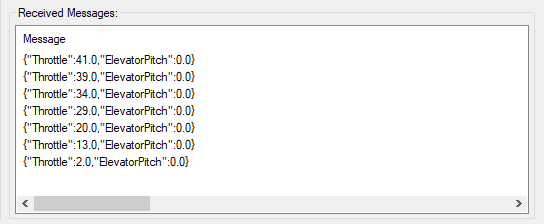 Received Messages:
Message
{"Throttle":41.0,"ElevatorPitch":0.0}
{"Throttle":39.0,"ElevatorPitch":0.0}
{"Throttle":34.0,"ElevatorPitch":0.0}
{"Throttle":29.0,"ElevatorPitch":0.0}
{"Throttle":20.0,"ElevatorPitch":0.0}
{"Throttle":13.0,"ElevatorPitch":0.0}
{"Throttle":2.0,"ElevatorPitch":0.0}